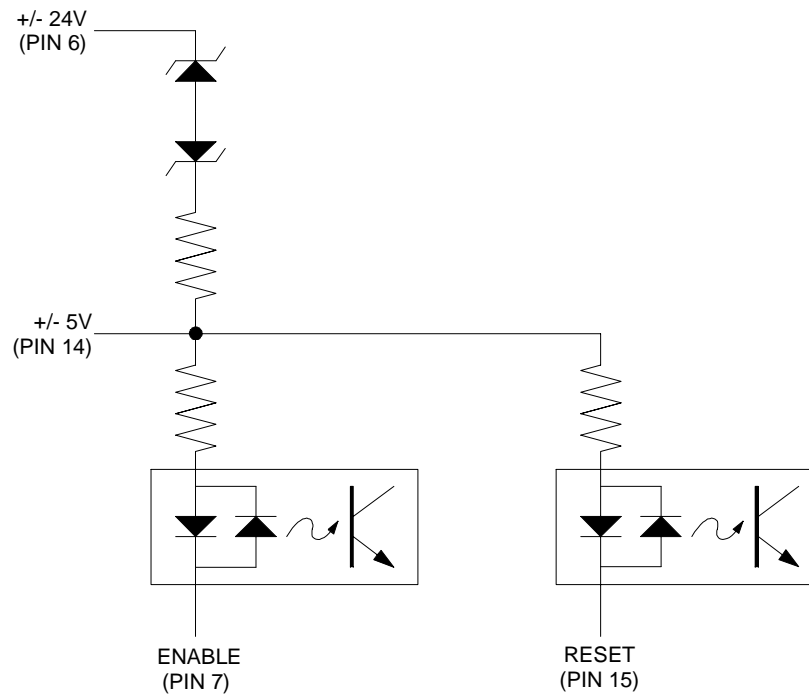 +/- 24V
(PIN 6)
+/- 5V
(PIN 14)
ENABLE
(PIN 7)
RESET
(PIN 15)